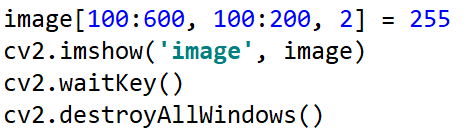 image[100:600, 100:200, 2] = 255
cv2.imshow('image', image)
cv2.waitKey()
cv2.destroyAllWindows()